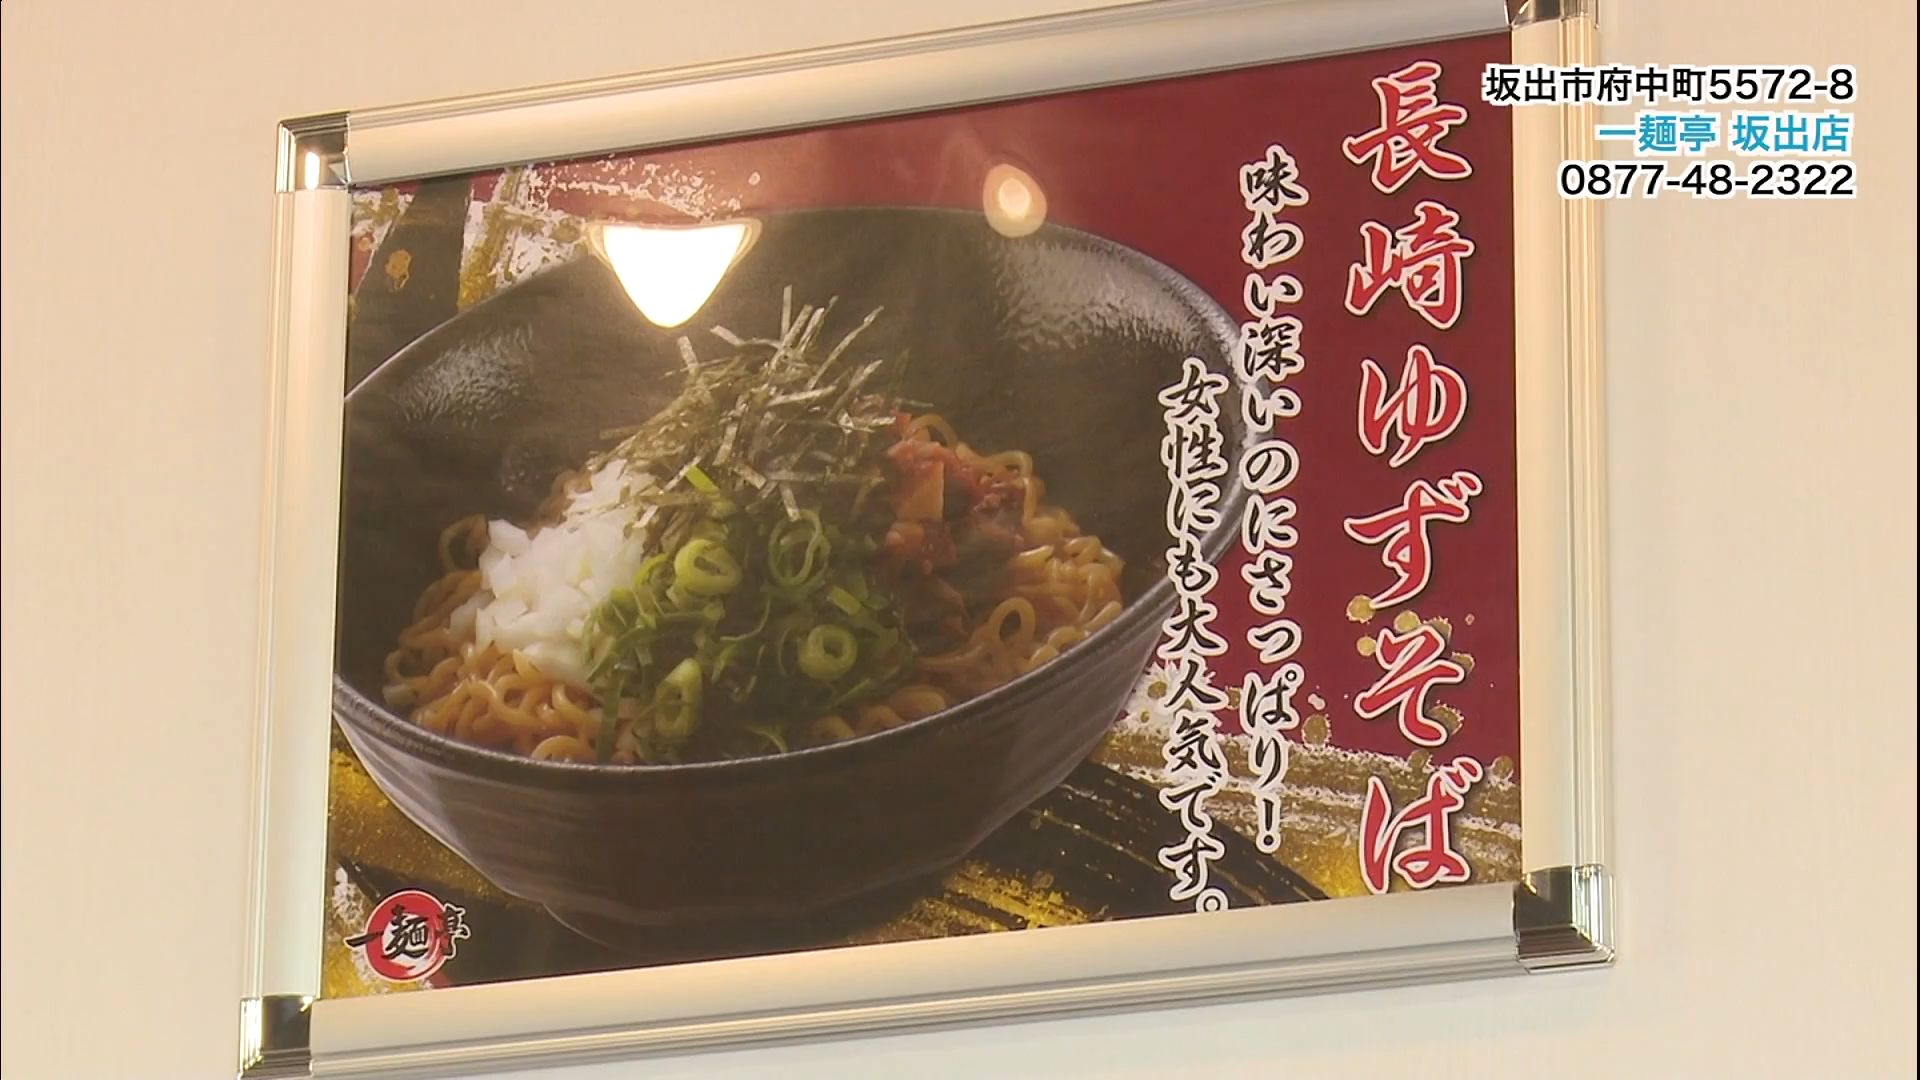 坂出市府中町5572-8
一麺亭 坂出店
0877-48-2322
長崎ゆずそば
味わい深いのにさっぱり!
女性にも大人気です。
一麺亭